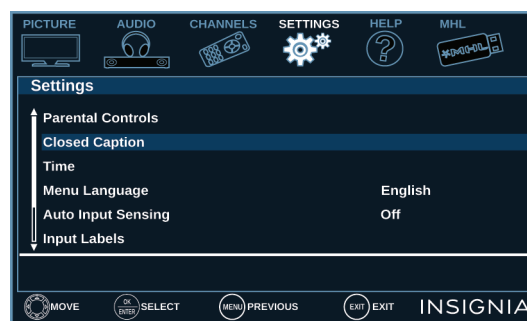 PICTURE AUDIO CHANNELS SETTINGS HELP MHL
MHL
Settings
Parental Controls
Closed Caption
Time
Menu Language English
Auto Input Sensing Off
Input Labels
MOVE OK ENTER SELECT MENU PREVIOUS EXIT EXIT INSIGNIA